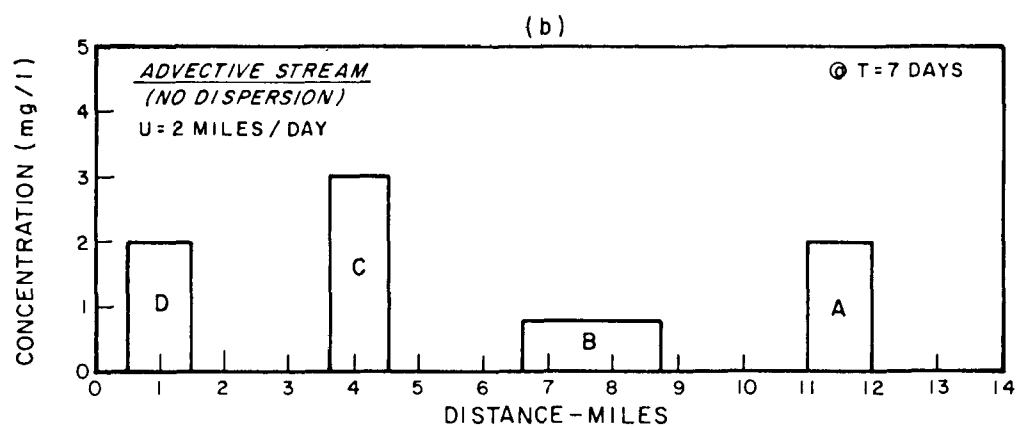 (b)
CONCENTRATION (mg/l)
5
4
3
2
1
0
ADVECTIVE STREAM
(NO DISPERSION)
U = 2 MILES / DAY
@ T = 7 DAYS
D
C
B
A
0 1 2 3 4 5 6 7 8 9 10 11 12 13 14
DISTANCE - MILES